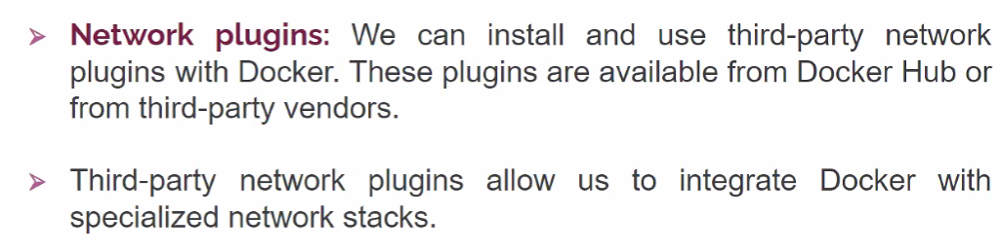 ➢ Network plugins: We can install and use third-party network
plugins with Docker. These plugins are available from Docker Hub or
from third-party vendors.
➢ Third-party network plugins allow us to integrate Docker with
specialized network stacks.